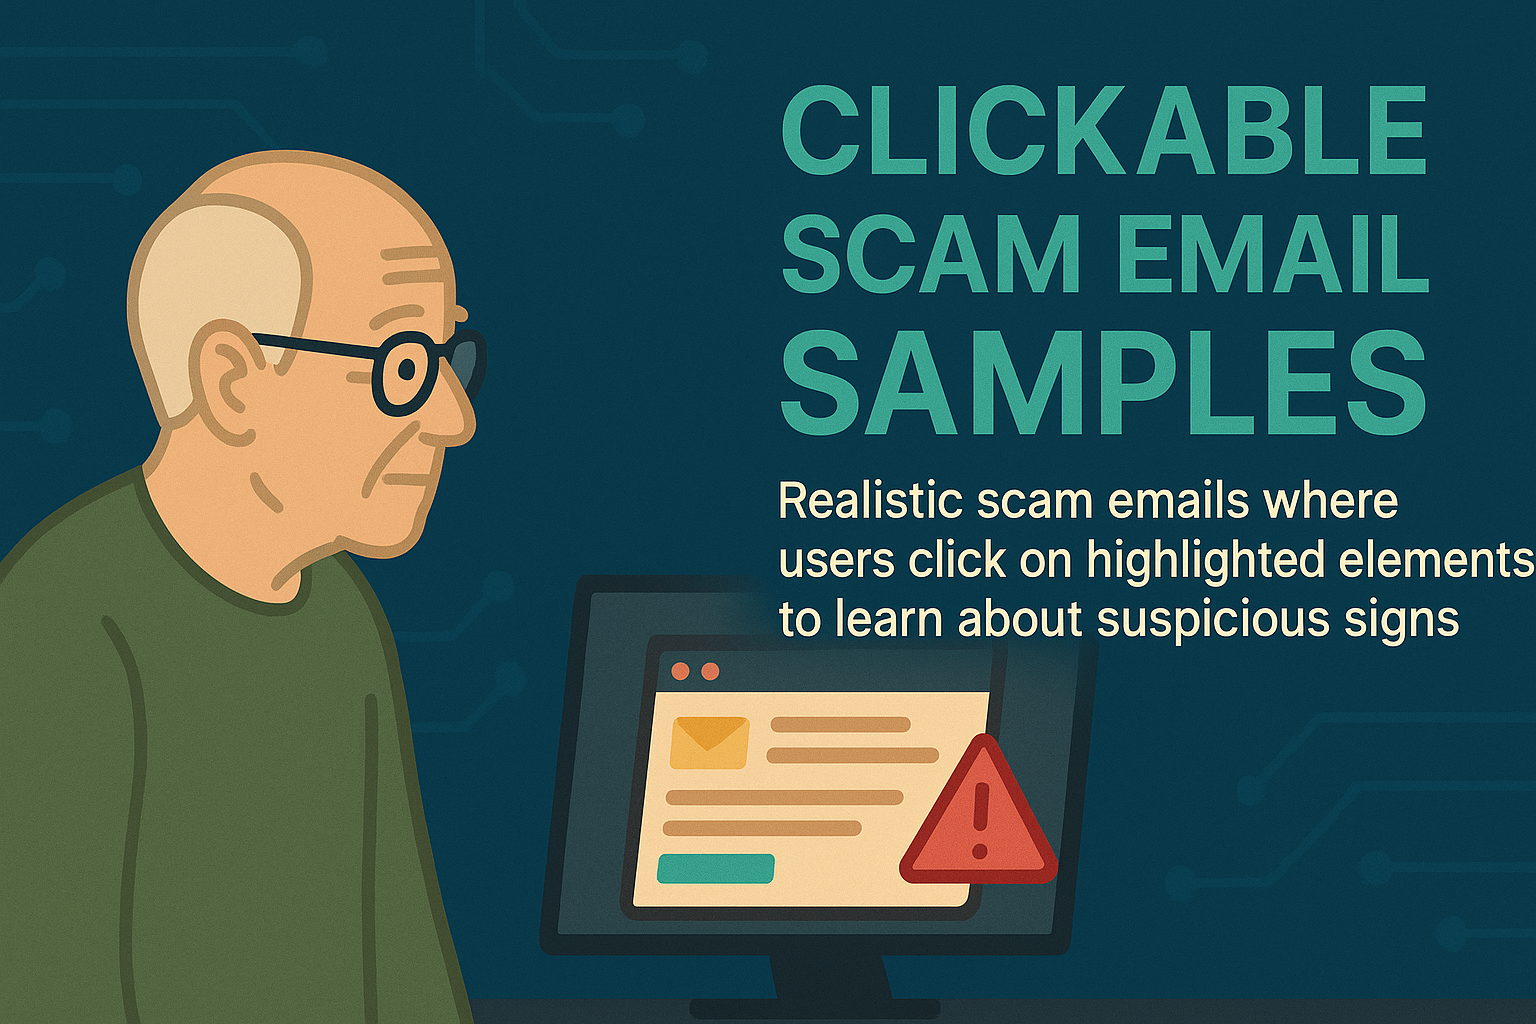 CLICKABLE
SCAM EMAIL
SAMPLES
Realistic scam emails where
users click on highlighted elements
to learn about suspicious signs